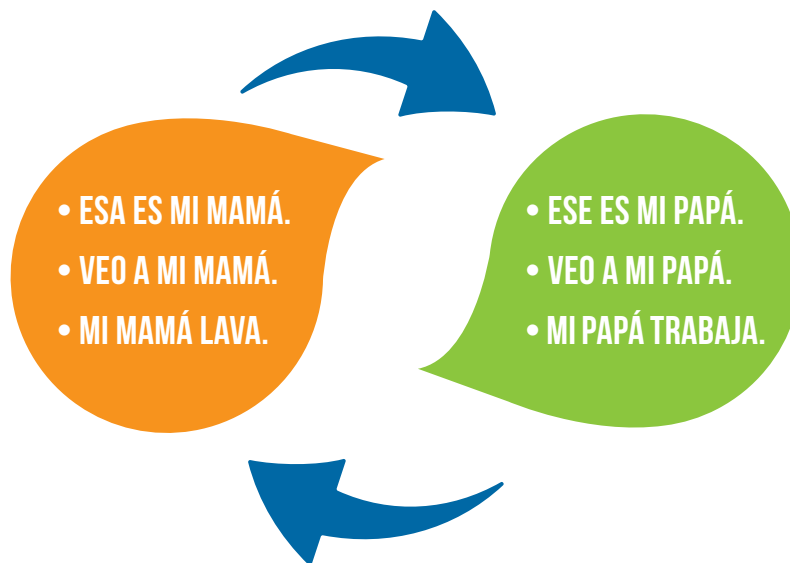 • ESA ES MI MAMÁ.
• VEO A MI MAMÁ.
• MI MAMÁ LAVA.
• ESE ES MI PAPÁ.
• VEO A MI PAPÁ.
• MI PAPÁ TRABAJA.